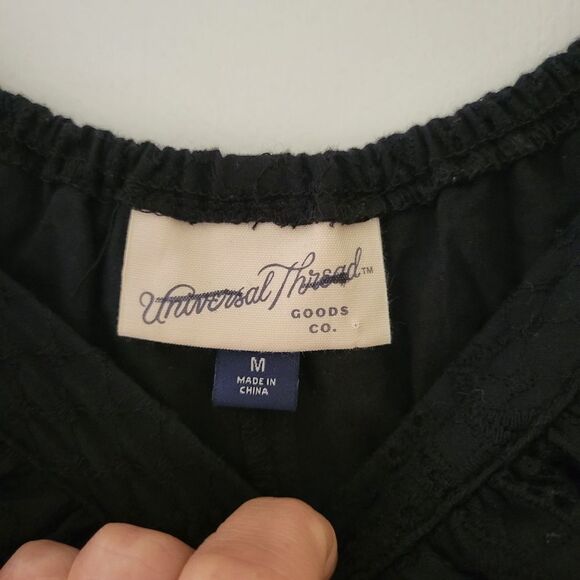 Universal Thread™
GOODS
CO.
M
MADE IN
CHINA